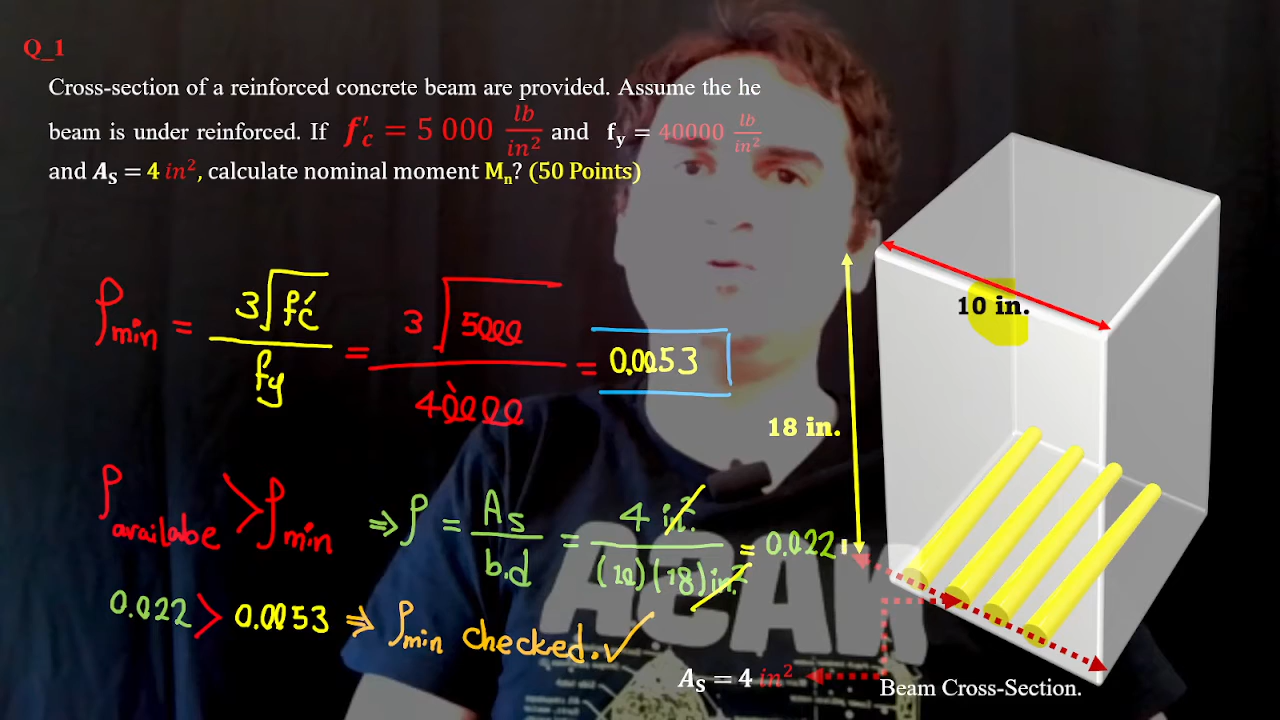 Q_1
Cross-section of a reinforced concrete beam are provided. Assume the he
beam is under reinforced. If f'c = 5 000 lb/in² and fy = 40000 lb/in²
and As = 4 in², calculate nominal moment Mn? (50 Points)
10 in.
18 in.
ρmin = 3√f'c / fy = 3√5000 / 40000 = 0.0053
ρavailabe > ρmin ⇒ ρ = As / b.d = 4 in² / (10)(18) in² = 0.022
0.022 > 0.0053 ⇒ ρmin checked. ✓
ACAN
As = 4 in²
Beam Cross-Section.